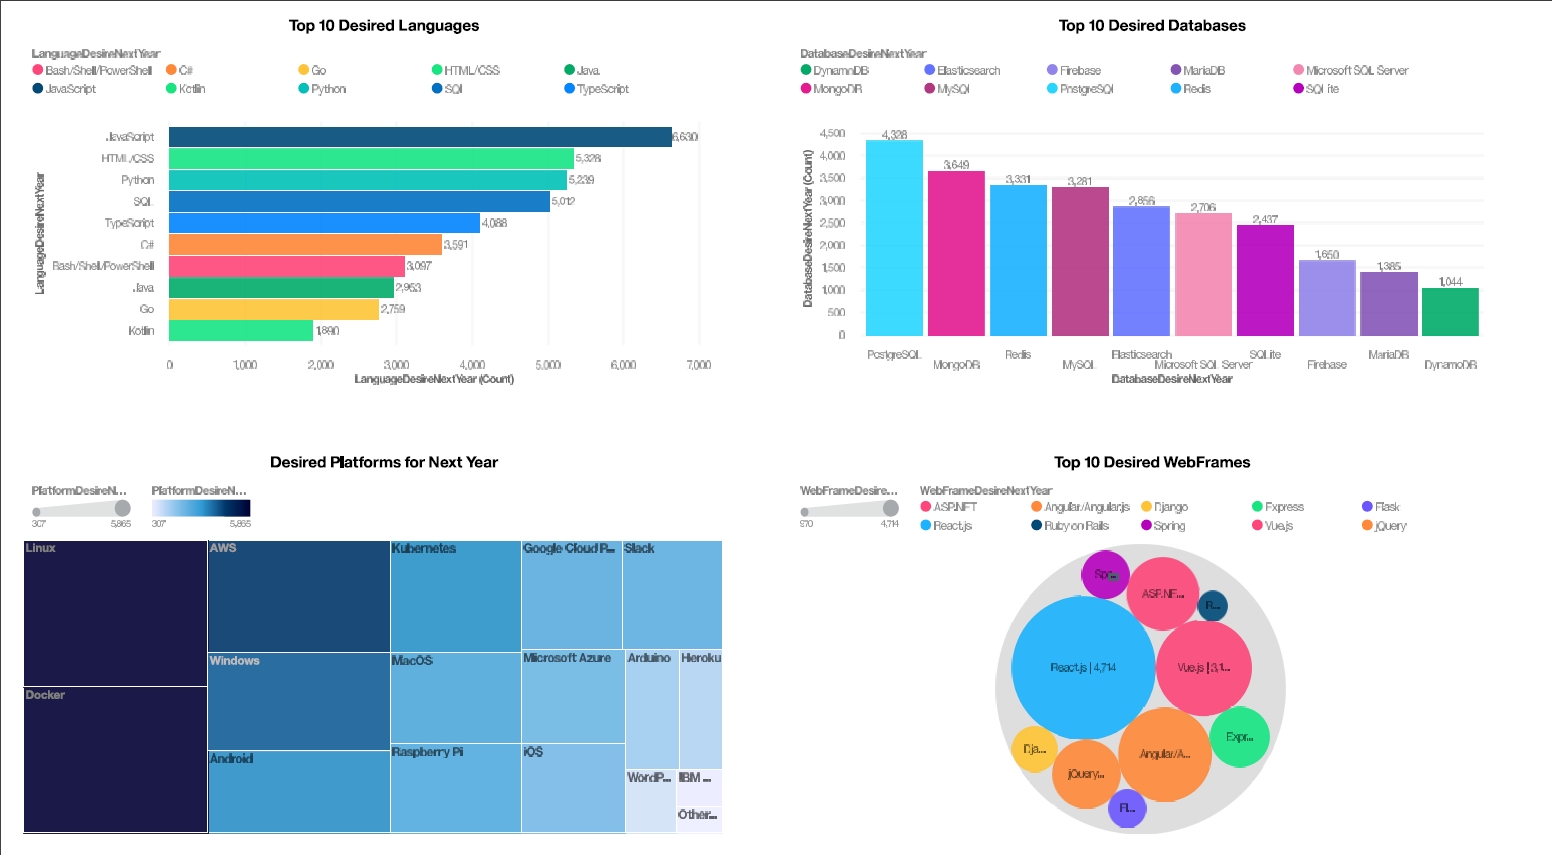 Top 10 Desired Languages
LanguageDesireNextYear
Bash/Shell/PowerShell C# Go HTML/CSS Java
JavaScript Kotlin Python SQL TypeScript
LanguageDesireNextYear
JavaScript 6,630
HTML/CSS 5,328
Python 5,239
SQL 5,012
TypeScript 4,088
C# 3,591
Bash/Shell/PowerShell 3,097
Java 2,953
Go 2,759
Kotlin 1,890
0 1,000 2,000 3,000 4,000 5,000 6,000 7,000
LanguageDesireNextYear (Count)
Top 10 Desired Databases
DatabaseDesireNextYear
DynamoDB Elasticsearch Firebase MariaDB Microsoft SQL Server
MongoDB MySQL PostgreSQL Redis SQLite
DatabaseDesireNextYear (Count)
4,500
4,000
3,500
3,000
2,500
2,000
1,500
1,000
500
0
4,328 3,649 3,331 3,281 2,856 2,706 2,437 1,650 1,385 1,044
PostgreSQL MongoDB Redis MySQL Elasticsearch Microsoft SQL Server SQLite Firebase MariaDB DynamoDB
DatabaseDesireNextYear
Desired Platforms for Next Year
PlatformDesireN... PlatformDesireN...
307 5,865 307 5,865
Linux
Docker
AWS
Windows
Android
Kubernetes
MacOS
Raspberry Pi
Google Cloud P...
Slack
Microsoft Azure
iOS
Arduino
Heroku
WordP...
IBM ...
Other...
Top 10 Desired WebFrames
WebFrameDesire... WebFrameDesireNextYear
970 4,714
ASP.NET Angular/Angular.js Django Express Flask
React.js Ruby on Rails Spring Vue.js jQuery
Spr...
ASP.NE...
R...
React.js | 4,714
Vue.js | 3,1...
Dja...
jQuery...
Angular/A...
Expr...
Fl...